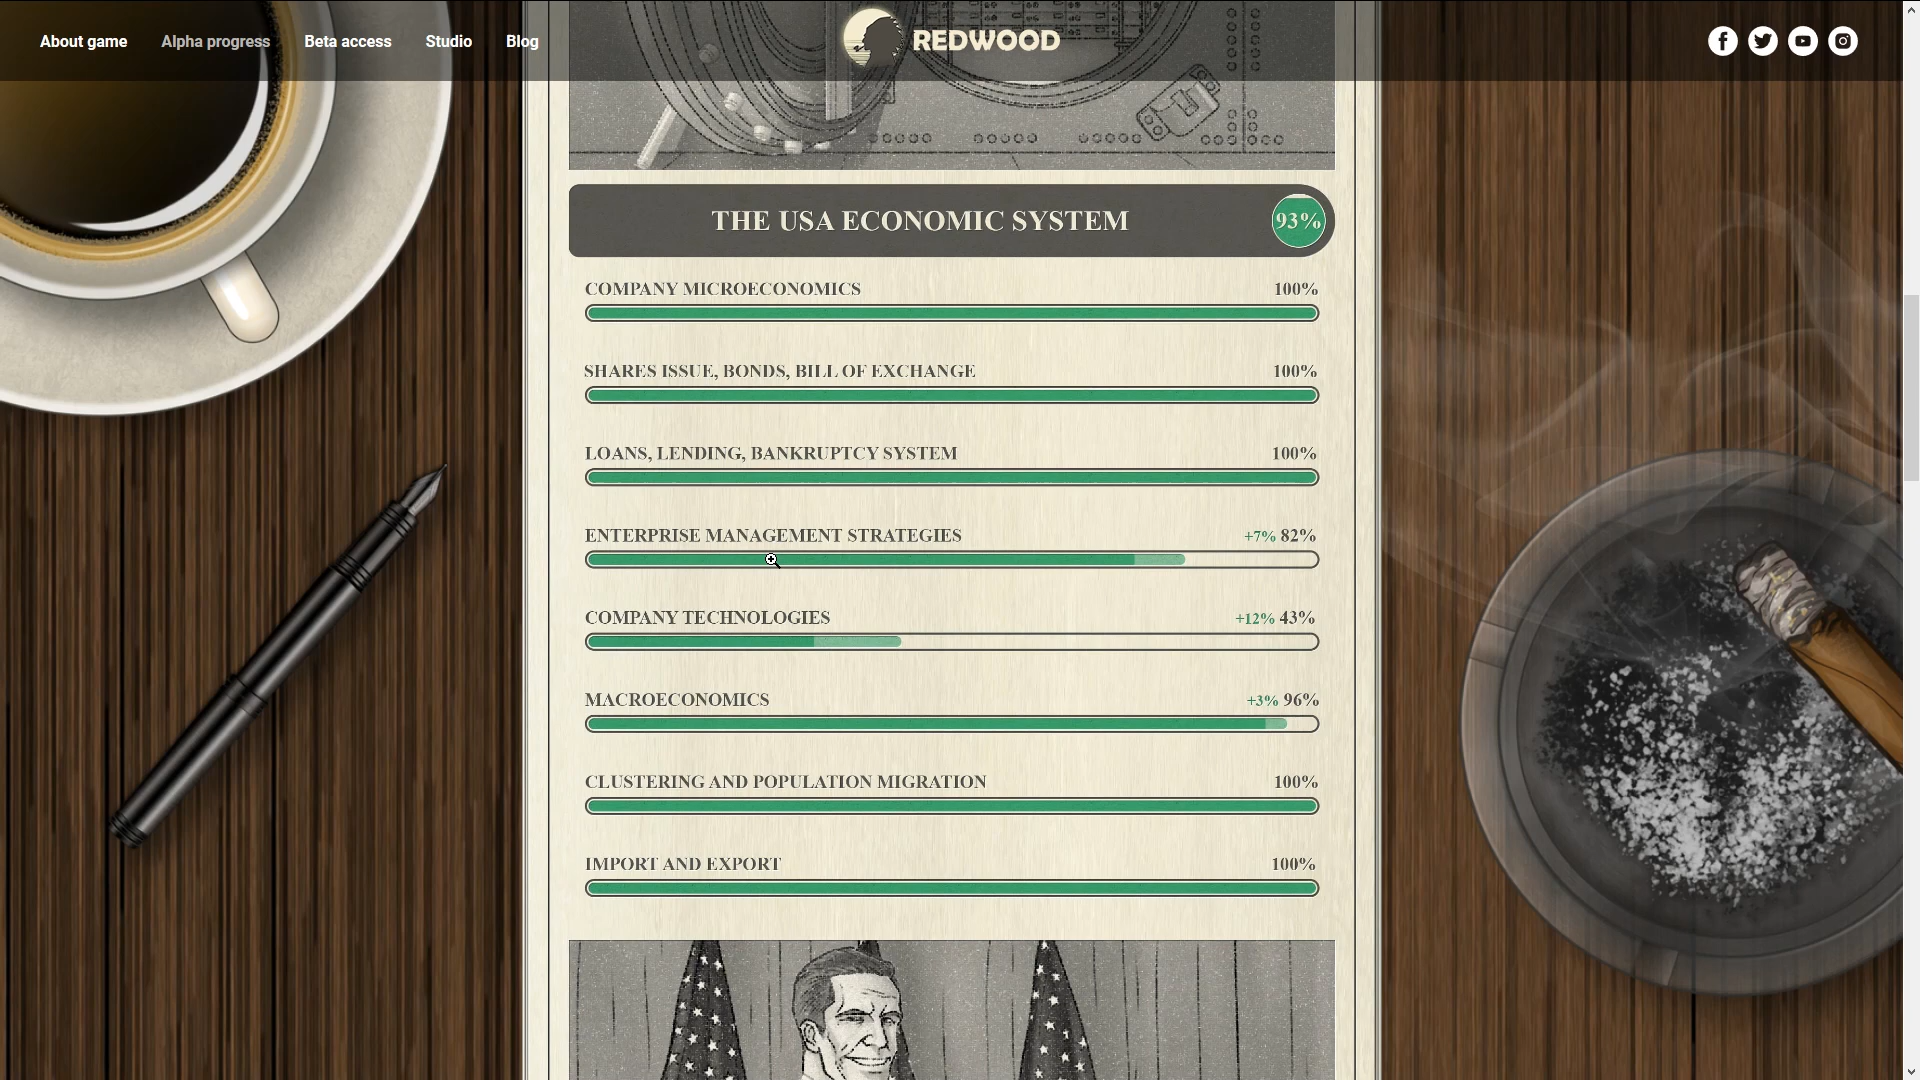 About game
Alpha progress
Beta access
Studio
Blog
REDWOOD
THE USA ECONOMIC SYSTEM
93%
COMPANY MICROECONOMICS
100%
SHARES ISSUE, BONDS, BILL OF EXCHANGE
100%
LOANS, LENDING, BANKRUPTCY SYSTEM
100%
ENTERPRISE MANAGEMENT STRATEGIES
+7% 82%
COMPANY TECHNOLOGIES
+12% 43%
MACROECONOMICS
+3% 96%
CLUSTERING AND POPULATION MIGRATION
100%
IMPORT AND EXPORT
100%